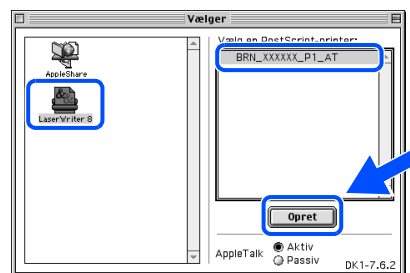 Vælger
Vælg en PostScript-printer:
BRN_XXXXXX_P1_AT
AppleShare
LaserWriter 8
Opret
AppleTalk
Aktiv
Passiv
DK1-7.6.2